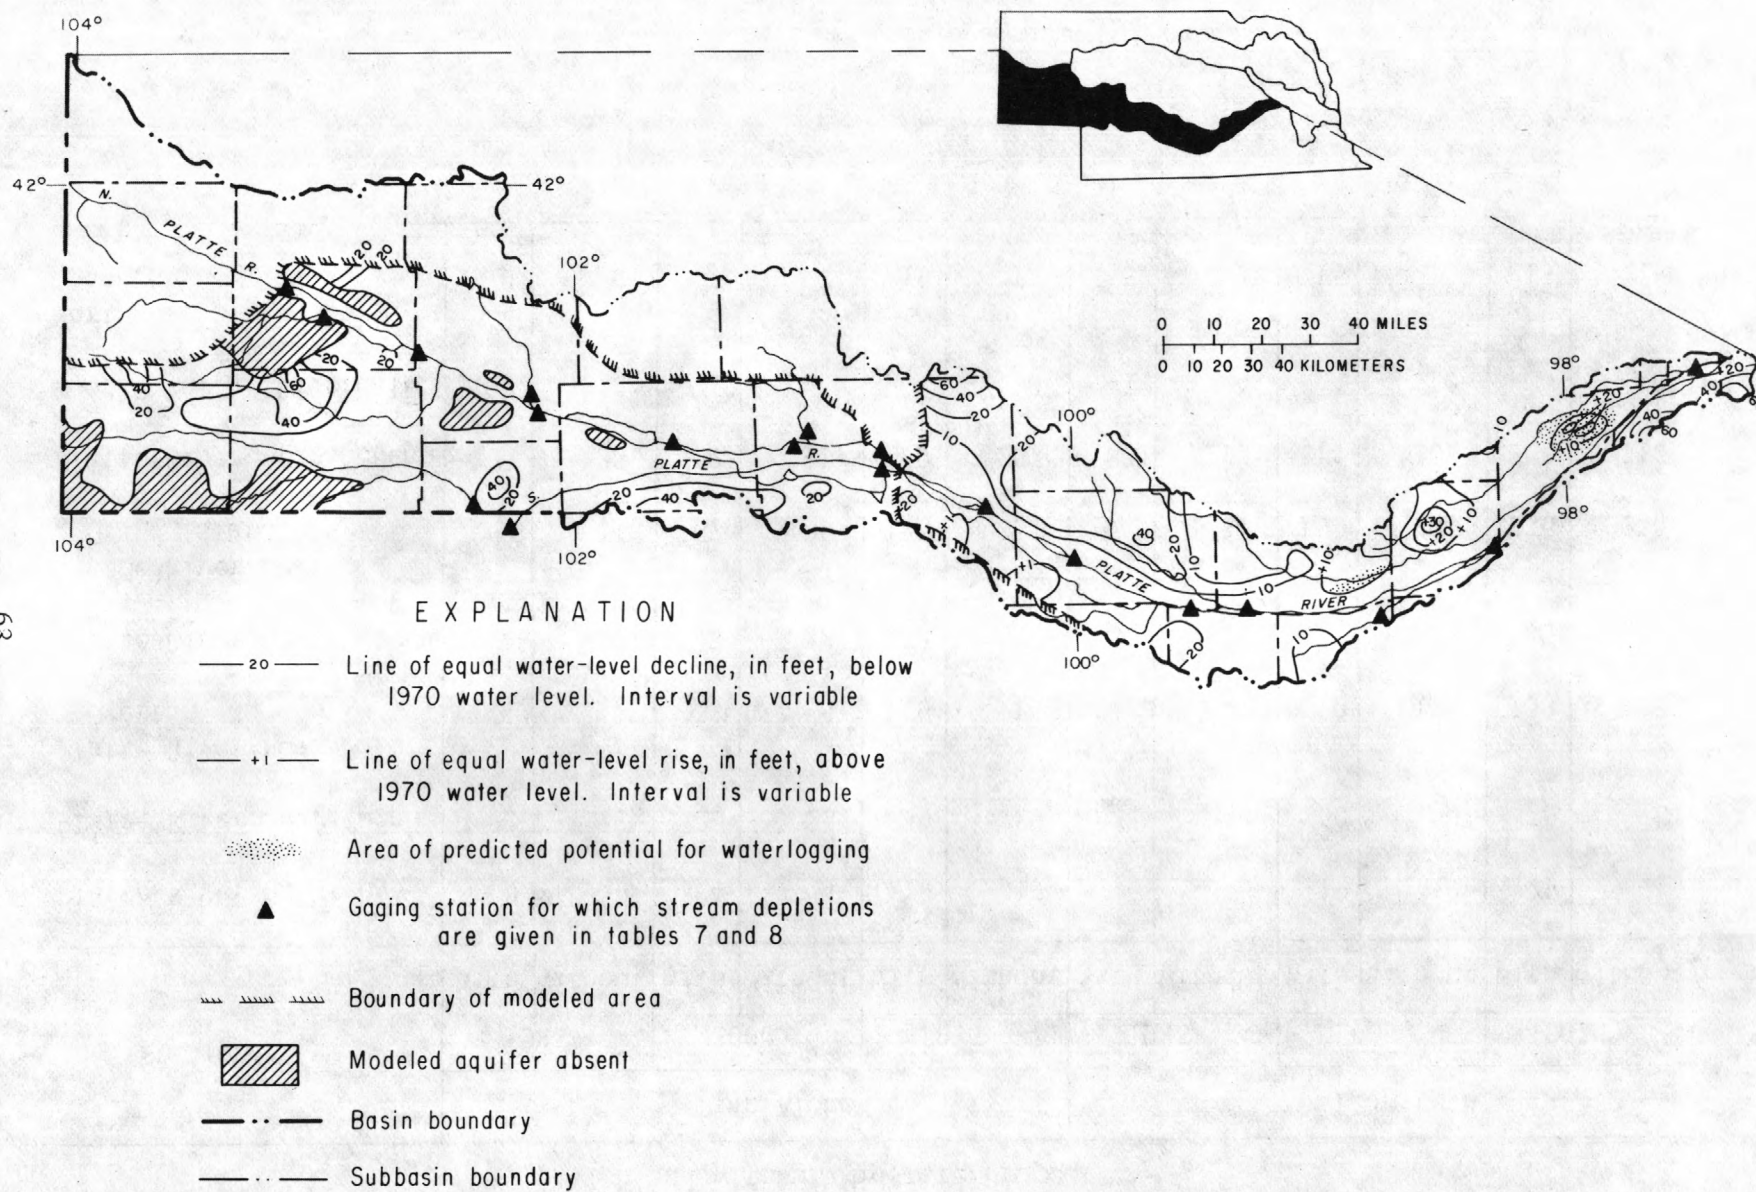 104°
42°
42°
N.
PLATTE
R.
20
20
102°
0 10 20 30 40 MILES
0 10 20 30 40 KILOMETERS
98°
+20
+10
40
20
40
60
20
20
60
40
40
20
60
40
20
10
100°
20
10
+30
+20
+10
40
20
S.
PLATTE
R.
20
40
20
20
+1
+1
40
20
10
10
+10
PLATTE
RIVER
20
10
98°
104°
102°
100°
63
EXPLANATION
20
Line of equal water-level decline, in feet, below
1970 water level. Interval is variable
+1
Line of equal water-level rise, in feet, above
1970 water level. Interval is variable
Area of predicted potential for waterlogging
Gaging station for which stream depletions
are given in tables 7 and 8
Boundary of modeled area
Modeled aquifer absent
Basin boundary
Subbasin boundary